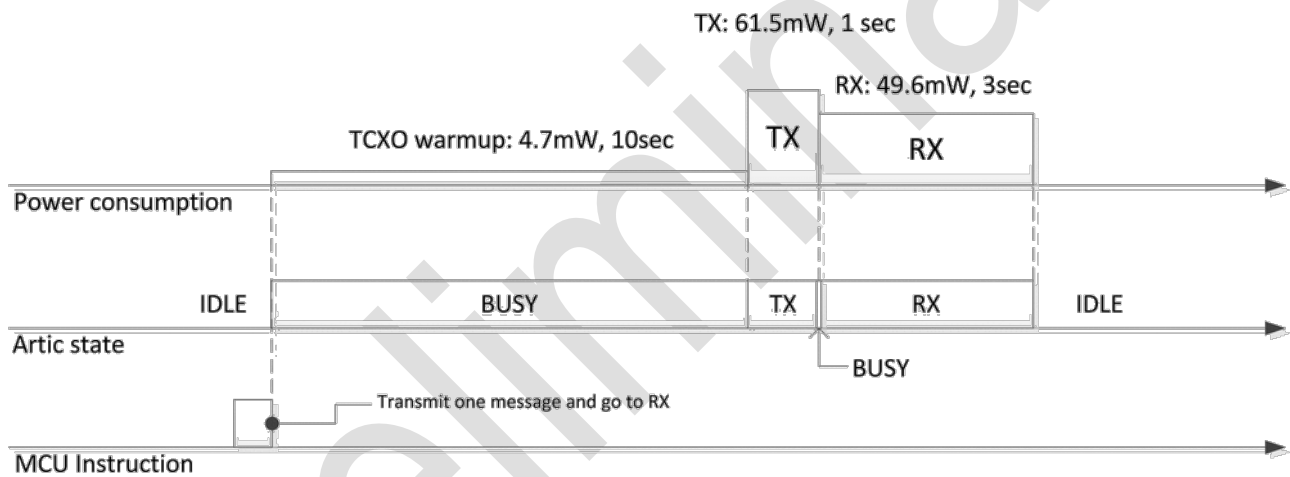 TX: 61.5mW, 1 sec
RX: 49.6mW, 3sec
TCXO warmup: 4.7mW, 10sec
TX
RX
Power consumption
IDLE
BUSY
TX
RX
IDLE
Artic state
BUSY
Transmit one message and go to RX
MCU Instruction